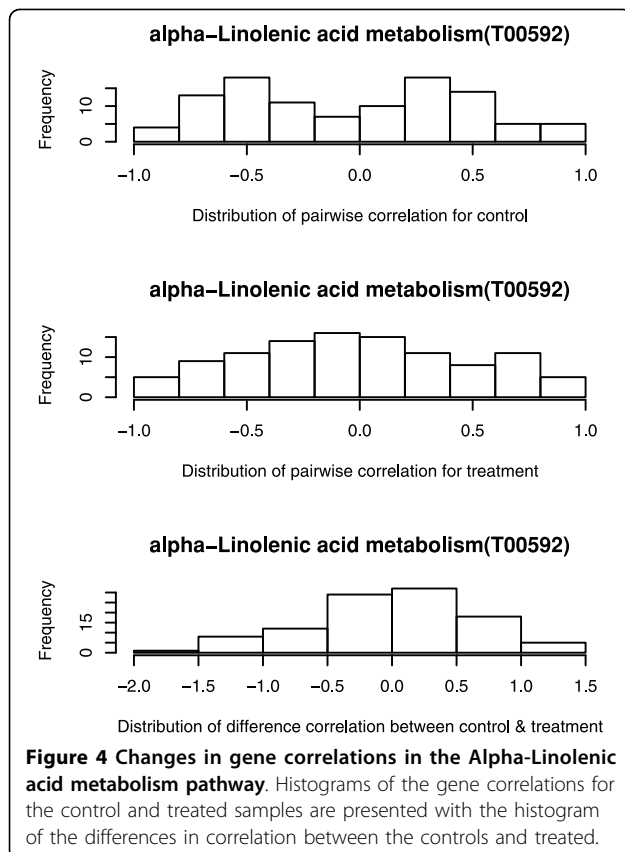 alpha−Linolenic acid metabolism(T00592)
Frequency
10
0
−1.0 −0.5 0.0 0.5 1.0
Distribution of pairwise correlation for control
alpha−Linolenic acid metabolism(T00592)
Frequency
10
0
−1.0 −0.5 0.0 0.5 1.0
Distribution of pairwise correlation for treatment
alpha−Linolenic acid metabolism(T00592)
Frequency
15
0
−2.0 −1.5 −1.0 −0.5 0.0 0.5 1.0 1.5
Distribution of difference correlation between control & treatment
Figure 4 Changes in gene correlations in the Alpha-Linolenic
acid metabolism pathway. Histograms of the gene correlations for
the control and treated samples are presented with the histogram
of the differences in correlation between the controls and treated.